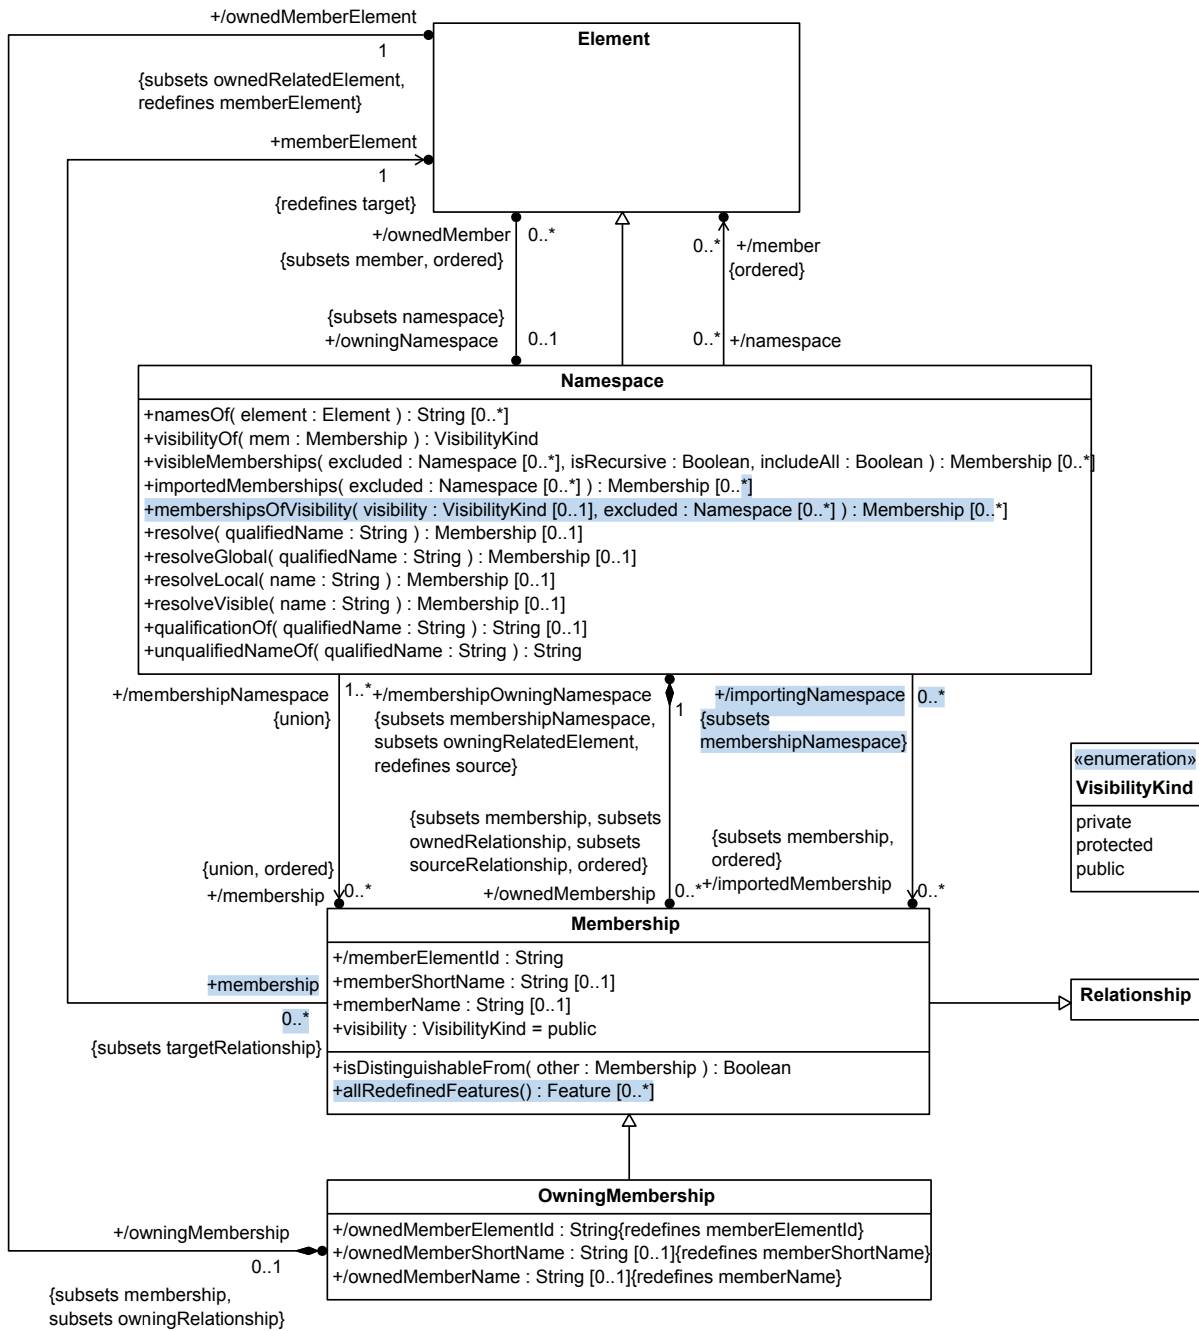 +/ownedMemberElement
1
{subsets ownedRelatedElement,
redefines memberElement}
Element
+memberElement
1
{redefines target}
+/ownedMember
0..*
{subsets member, ordered}
0..*
+/member
{ordered}
{subsets namespace}
+/owningNamespace
0..1
0..*
+/namespace
Namespace
+namesOf( element : Element ) : String [0..*]
+visibilityOf( mem : Membership ) : VisibilityKind
+visibleMemberships( excluded : Namespace [0..*], isRecursive : Boolean, includeAll : Boolean ) : Membership [0..*]
+importedMemberships( excluded : Namespace [0..*] ) : Membership [0..*]
+membershipsOfVisibility( visibility : VisibilityKind [0..1], excluded : Namespace [0..*] ) : Membership [0..*]
+resolve( qualifiedName : String ) : Membership [0..1]
+resolveGlobal( qualifiedName : String ) : Membership [0..1]
+resolveLocal( name : String ) : Membership [0..1]
+resolveVisible( name : String ) : Membership [0..1]
+qualificationOf( qualifiedName : String ) : String [0..1]
+unqualifiedNameOf( qualifiedName : String ) : String
+/membershipNamespace
1..*
{union}
+/membershipOwningNamespace
1
{subsets membershipNamespace,
subsets owningRelatedElement,
redefines source}
+/importingNamespace
0..*
{subsets
membershipNamespace}
«enumeration»
VisibilityKind
private
protected
public
{union, ordered}
+/membership
0..*
{subsets membership, subsets
ownedRelationship, subsets
sourceRelationship, ordered}
+/ownedMembership
0..*
{subsets membership,
ordered}
+/importedMembership
0..*
Membership
+/memberElementId : String
+memberShortName : String [0..1]
+memberName : String [0..1]
+visibility : VisibilityKind = public
+isDistinguishableFrom( other : Membership ) : Boolean
+allRedefinedFeatures() : Feature [0..*]
+membership
0..*
{subsets targetRelationship}
Relationship
OwningMembership
+/ownedMemberElementId : String{redefines memberElementId}
+/ownedMemberShortName : String [0..1]{redefines memberShortName}
+/ownedMemberName : String [0..1]{redefines memberName}
+/owningMembership
0..1
{subsets membership,
subsets owningRelationship}